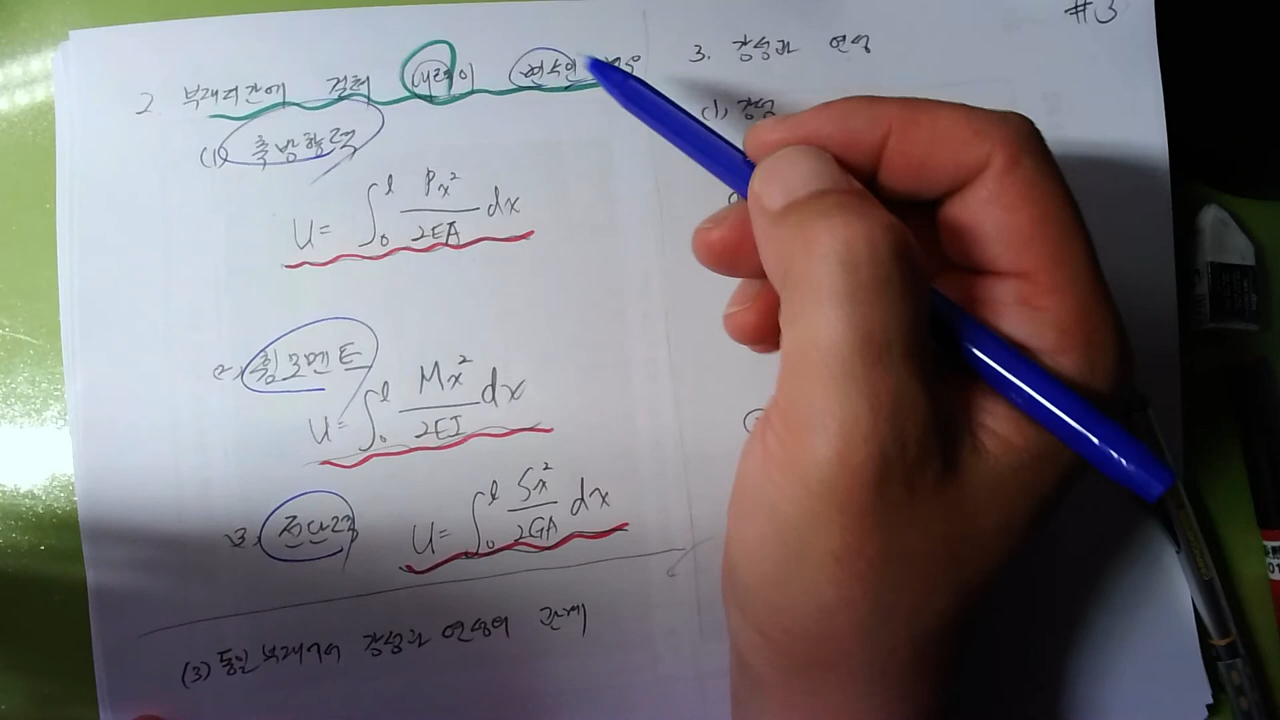 #3
2. 부재리간에 걸쳐 내력이 변수인 경우
(1) 축방향력
U= ∫₀ˡ Px²/2EA dx
(2) 휨모멘트
U= ∫₀ˡ Mx²/2EI dx
(3) 전단력 U= ∫₀ˡ Sx²/2GA dx
(3) 동일 부재에서 강성과 연성의 관계
3. 강성과 연성
(1) 강성